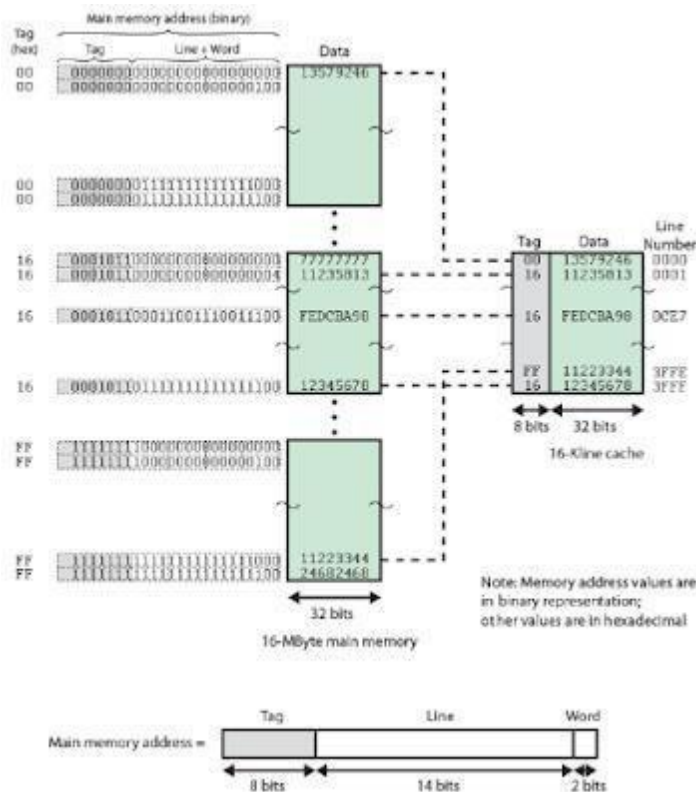 Main memory address (binary)
Tag
(hex)
Tag
Line + Word
Data
00
13579246
00
00
00
16
77777777
16
11235813
16
FEDCBA98
16
12345678
FF
FF
FF
11223344
FF
24682468
32 bits
16-MByte main memory
Tag
Data
Line
Number
00
13579246
0000
16
11235813
0001
16
FEDCBA98
0CE7
FF
11223344
3FFE
16
12345678
3FFF
8 bits
32 bits
16-Kline cache
Note: Memory address values are
in binary representation;
other values are in hexadecimal
Tag
Line
Word
Main memory address =
8 bits
14 bits
2 bits